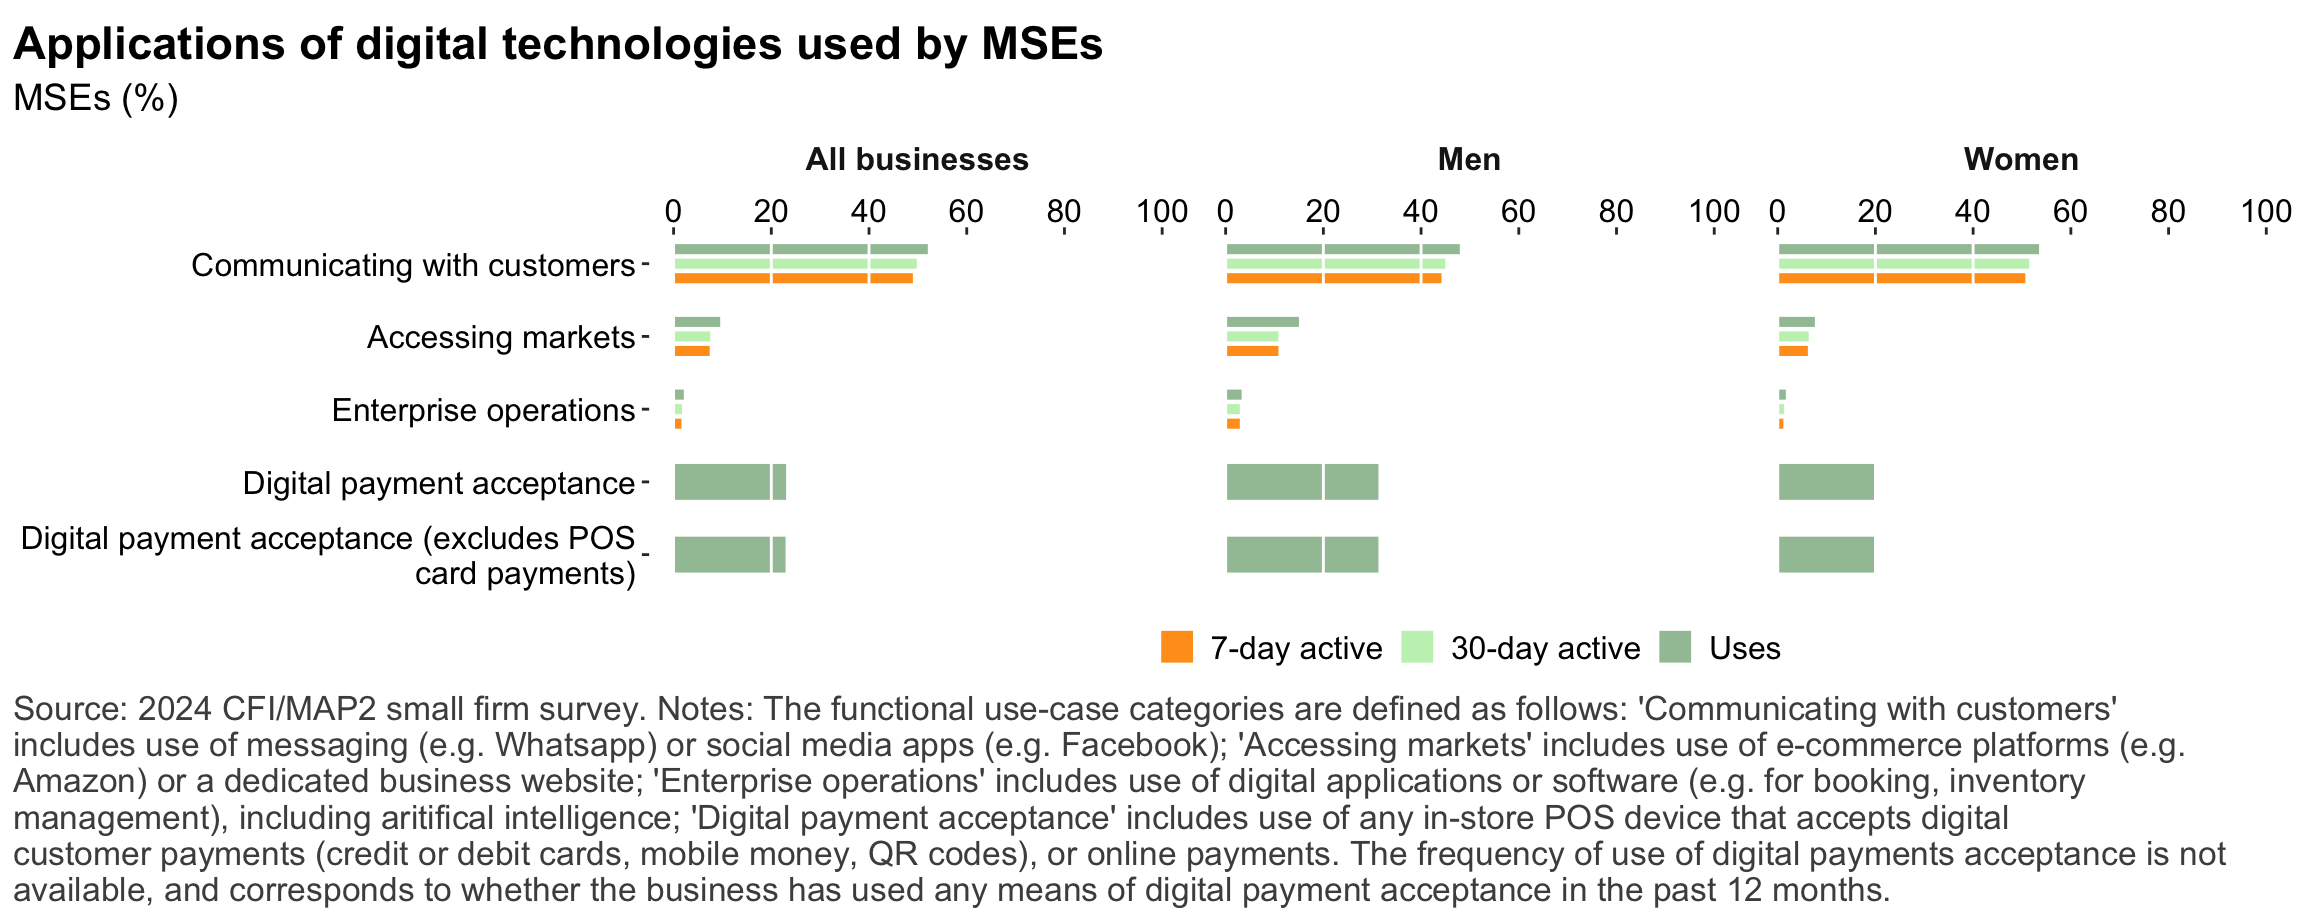 Applications of digital technologies used by MSEs
MSEs (%)
All businesses Men Women
0 20 40 60 80 100 0 20 40 60 80 100 0 20 40 60 80 100
Communicating with customers
Accessing markets
Enterprise operations
Digital payment acceptance
Digital payment acceptance (excludes POS
card payments)
7-day active 30-day active Uses
Source: 2024 CFI/MAP2 small firm survey. Notes: The functional use-case categories are defined as follows: 'Communicating with customers'
includes use of messaging (e.g. Whatsapp) or social media apps (e.g. Facebook); 'Accessing markets' includes use of e-commerce platforms (e.g.
Amazon) or a dedicated business website; 'Enterprise operations' includes use of digital applications or software (e.g. for booking, inventory
management), including aritifical intelligence; 'Digital payment acceptance' includes use of any in-store POS device that accepts digital
customer payments (credit or debit cards, mobile money, QR codes), or online payments. The frequency of use of digital payments acceptance is not
available, and corresponds to whether the business has used any means of digital payment acceptance in the past 12 months.